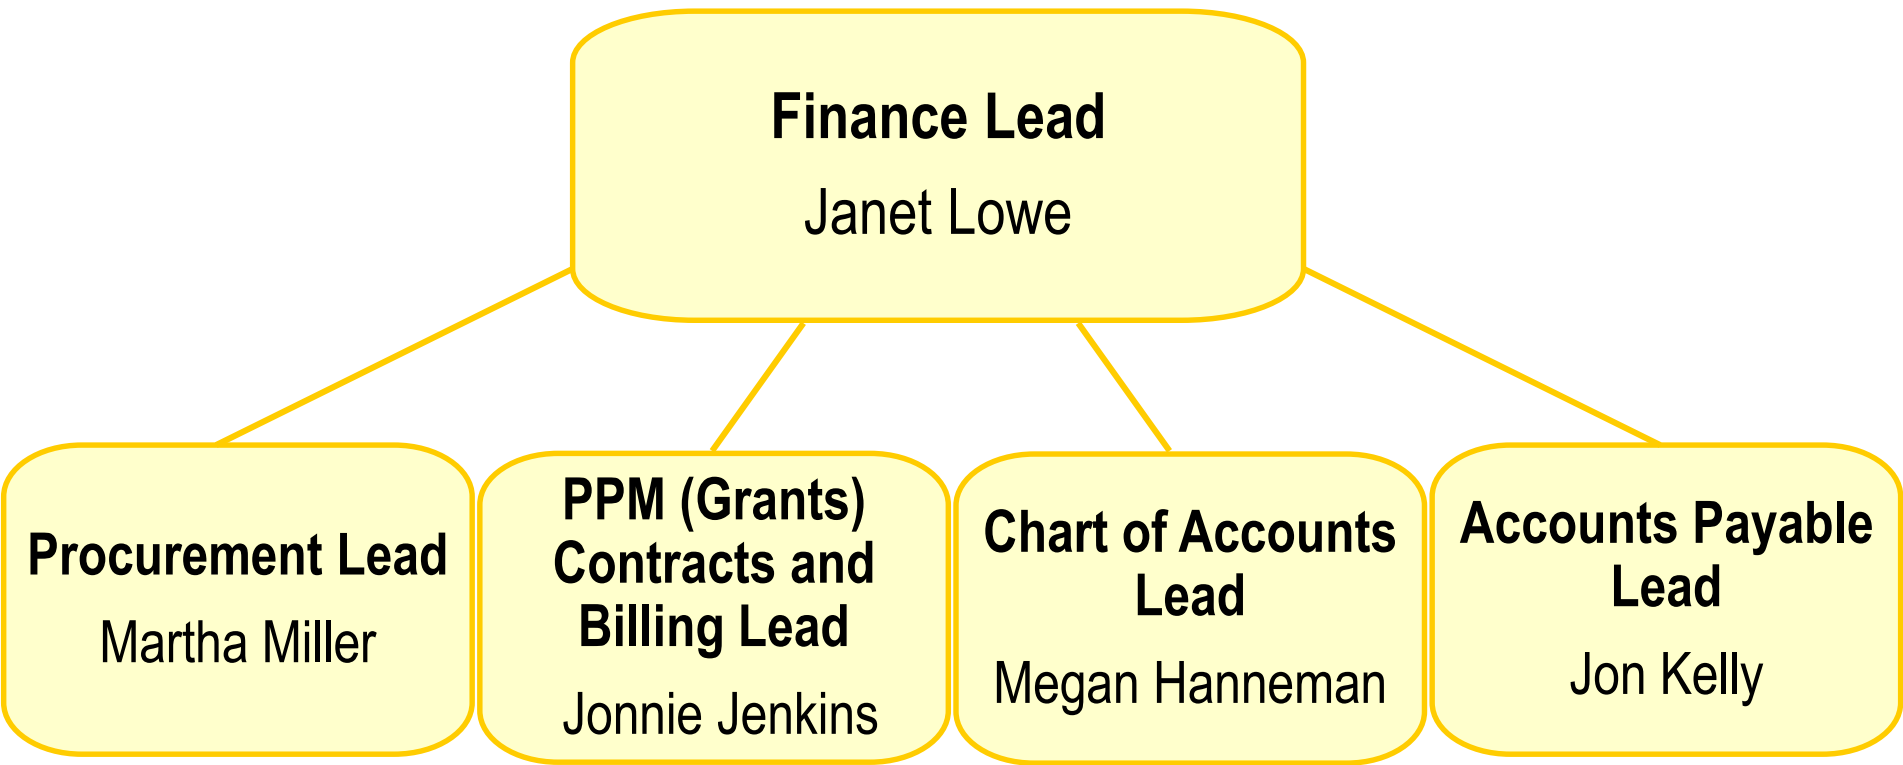 Finance Lead
Janet Lowe
Procurement Lead
Martha Miller
PPM (Grants)
Contracts and
Billing Lead
Jonnie Jenkins
Chart of Accounts
Lead
Megan Hanneman
Accounts Payable
Lead
Jon Kelly